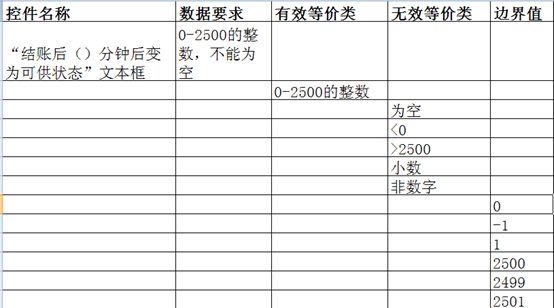 控件名称 数据要求 有效等价类 无效等价类 边界值
“结账后（）分钟后变为可供状态”文本框 0-2500的整数，不能为空
0-2500的整数
为空
<0
>2500
小数
非数字
0
-1
1
2500
2499
2501